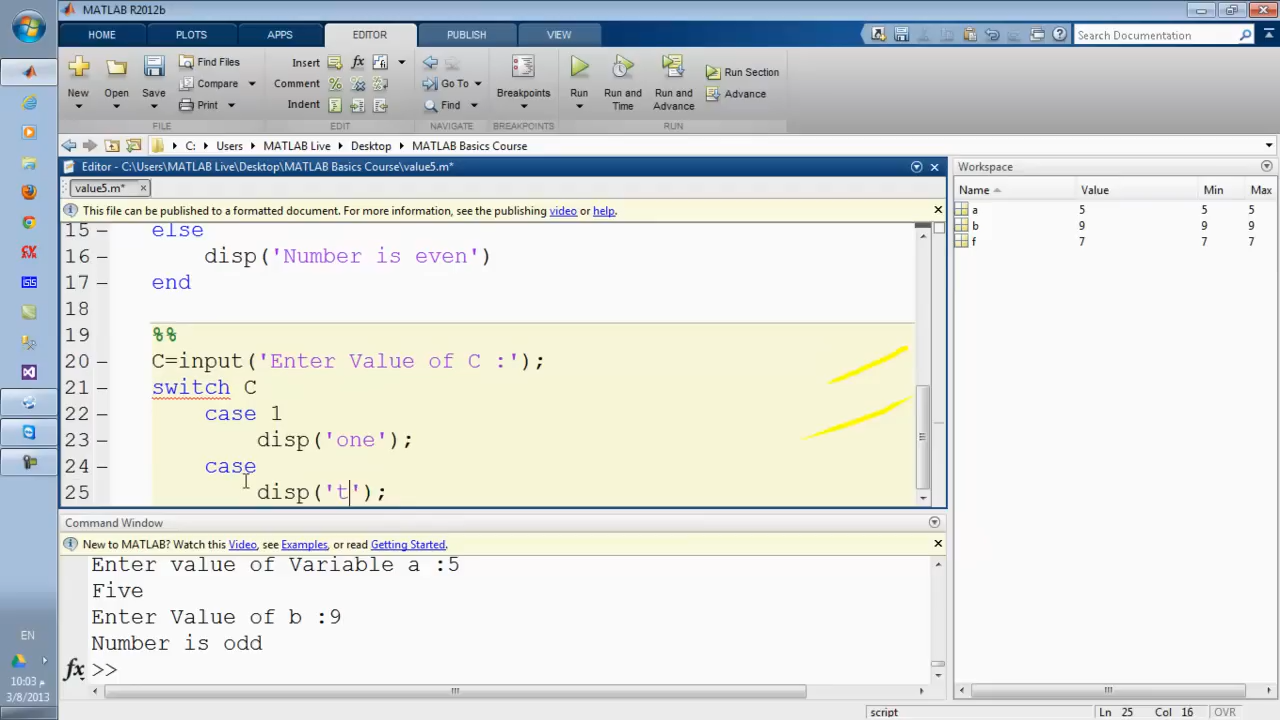 MATLAB R2012b
HOME PLOTS APPS EDITOR PUBLISH VIEW
Search Documentation
New Open Save Find Files Compare Print
Insert fx Comment % Indent
Go To Find
Breakpoints
Run Run and Time Run and Advance Run Section Advance
FILE EDIT NAVIGATE BREAKPOINTS RUN
C: Users MATLAB Live Desktop MATLAB Basics Course
Editor - C:\Users\MATLAB Live\Desktop\MATLAB Basics Course\value5.m*
value5.m*
This file can be published to a formatted document. For more information, see the publishing video or help.
15 – else
16 – disp('Number is even')
17 – end
18
19 %%
20 – C=input('Enter Value of C :');
21 – switch C
22 – case 1
23 – disp('one');
24 – case
25 – disp('t');
Command Window
New to MATLAB? Watch this Video, see Examples, or read Getting Started.
Enter value of Variable a :5
Five
Enter Value of b :9
Number is odd
fx >>
Workspace
Name Value Min Max
a 5 5 5
b 9 9 9
f 7 7 7
script Ln 25 Col 16 OVR
EN
10:03 م
3/8/2013